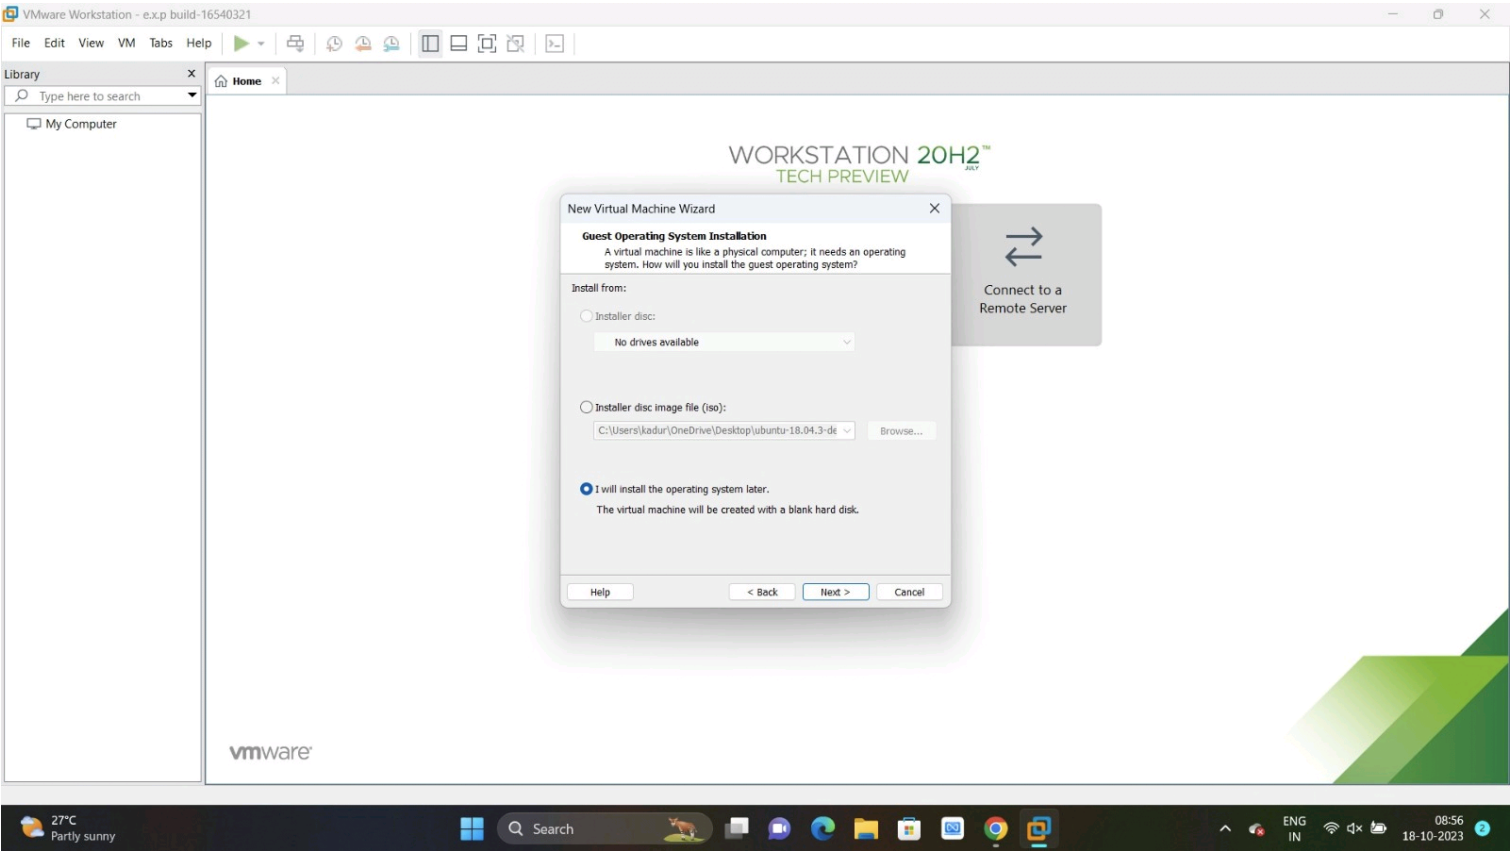 VMware Workstation - e.x.p build-16540321
File Edit View VM Tabs Help
Library X
Home
Type here to search
My Computer
WORKSTATION 20H2™
JULY
TECH PREVIEW
New Virtual Machine Wizard
Guest Operating System Installation
A virtual machine is like a physical computer; it needs an operating
system. How will you install the guest operating system?
Install from:
Installer disc:
No drives available
Installer disc image file (iso):
C:\Users\kadur\OneDrive\Desktop\ubuntu-18.04.3-de Browse...
I will install the operating system later.
The virtual machine will be created with a blank hard disk.
Help < Back Next > Cancel
Connect to a
Remote Server
vmware
27°C
Partly sunny
Search
ENG
IN
08:56
18-10-2023
2